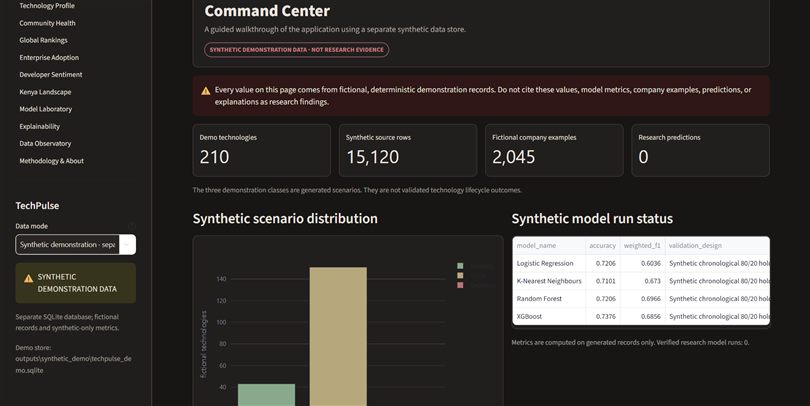 Technology Profile
Community Health
Global Rankings
Enterprise Adoption
Developer Sentiment
Kenya Landscape
Model Laboratory
Explainability
Data Observatory
Methodology & About
TechPulse
Data mode
Synthetic demonstration · sepa
SYNTHETIC
DEMONSTRATION DATA
Separate SQLite database; fictional
records and synthetic-only metrics.
Demo store:
outputs\synthetic_demo\techpulse_de
mo.sqlite
Command Center
A guided walkthrough of the application using a separate synthetic data store.
SYNTHETIC DEMONSTRATION DATA · NOT RESEARCH EVIDENCE
Every value on this page comes from fictional, deterministic demonstration records. Do not cite these values, model metrics, company examples, predictions, or
explanations as research findings.
Demo technologies
210
Synthetic source rows
15,120
Fictional company examples
2,045
Research predictions
0
The three demonstration classes are generated scenarios. They are not validated technology lifecycle outcomes.
Synthetic scenario distribution
140
120
100
80
60
40
fictional technologies
Synthetic model run status
model_name accuracy weighted_f1 validation_design
Logistic Regression 0.7206 0.6036 Synthetic chronological 80/20 hol
K-Nearest Neighbours 0.7101 0.673 Synthetic chronological 80/20 hol
Random Forest 0.7206 0.6966 Synthetic chronological 80/20 hol
XGBoost 0.7376 0.6856 Synthetic chronological 80/20 hol
Metrics are computed on generated records only. Verified research model runs: 0.